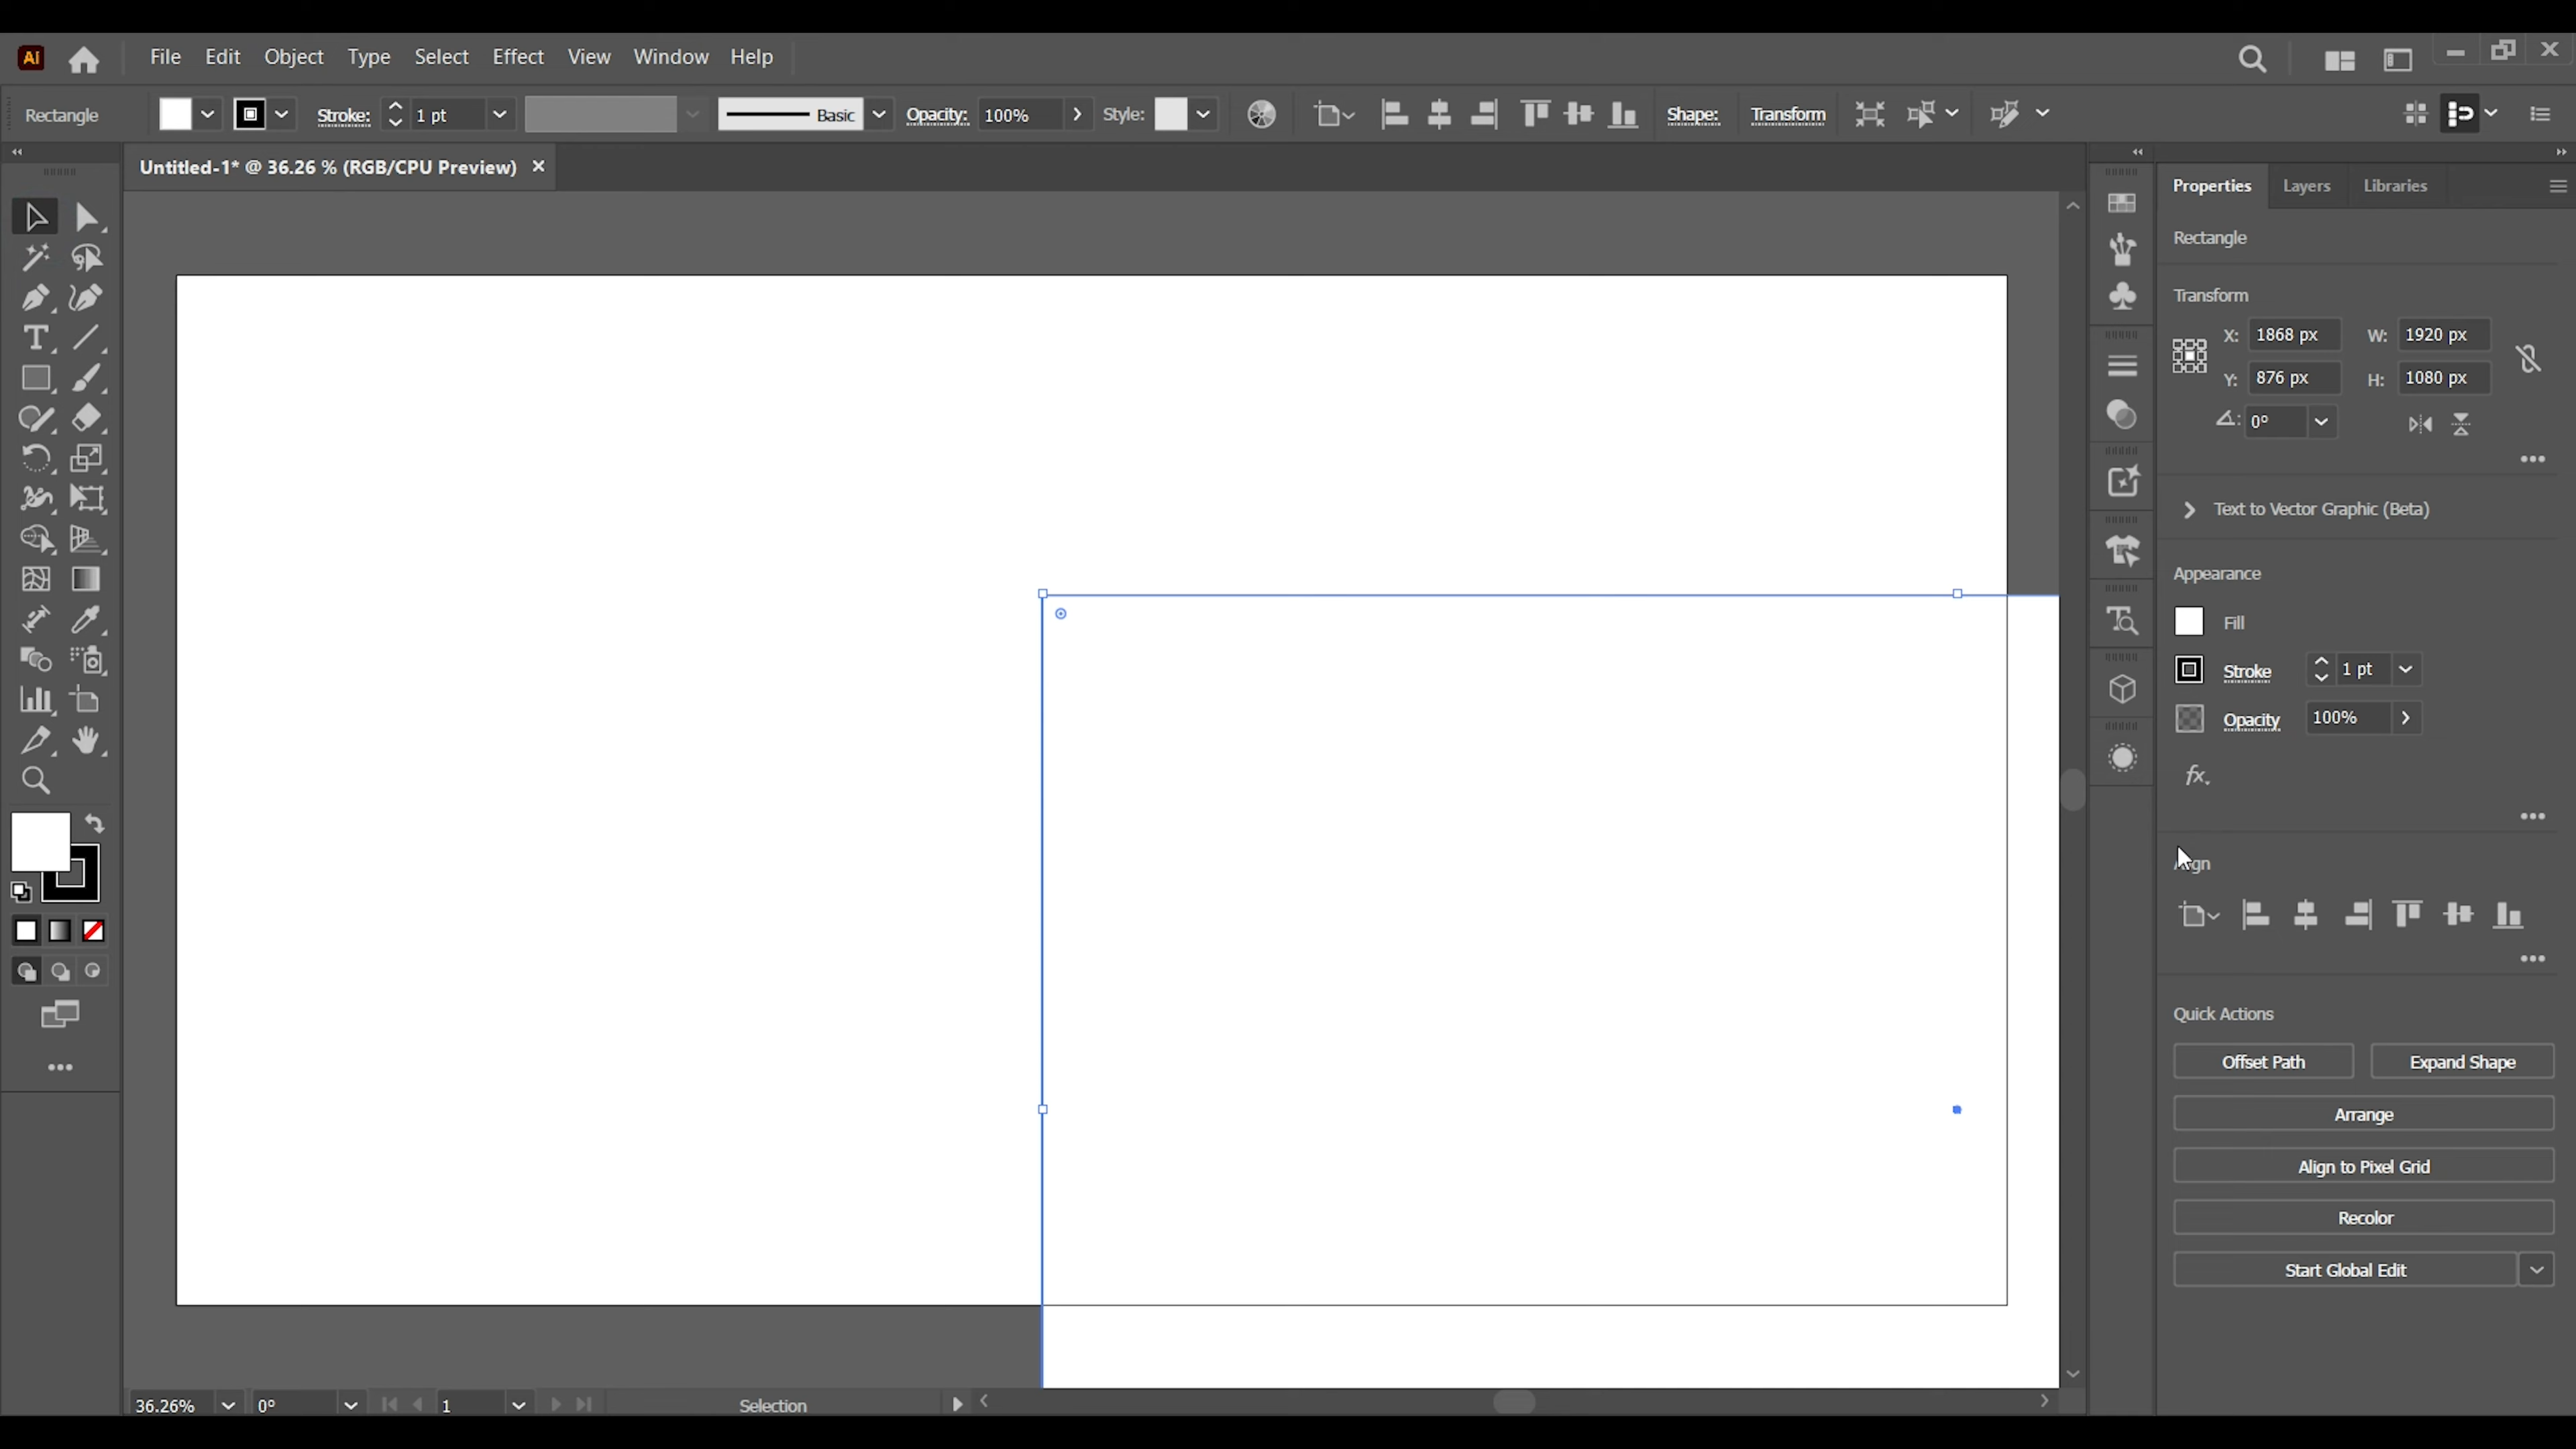 Ai File Edit Object Type Select Effect View Window Help
Rectangle Stroke: 1 pt Basic Opacity: 100% Style: Shape: Transform
Untitled-1* @ 36.26 % (RGB/CPU Preview)
Properties Layers Libraries
Rectangle
Transform
X: 1868 px W: 1920 px
Y: 876 px H: 1080 px
0°
Text to Vector Graphic (Beta)
Appearance
Fill
Stroke 1 pt
Opacity 100%
fx
Quick Actions
Offset Path Expand Shape
Arrange
Align to Pixel Grid
Recolor
Start Global Edit
36.26% 0° 1 Selection